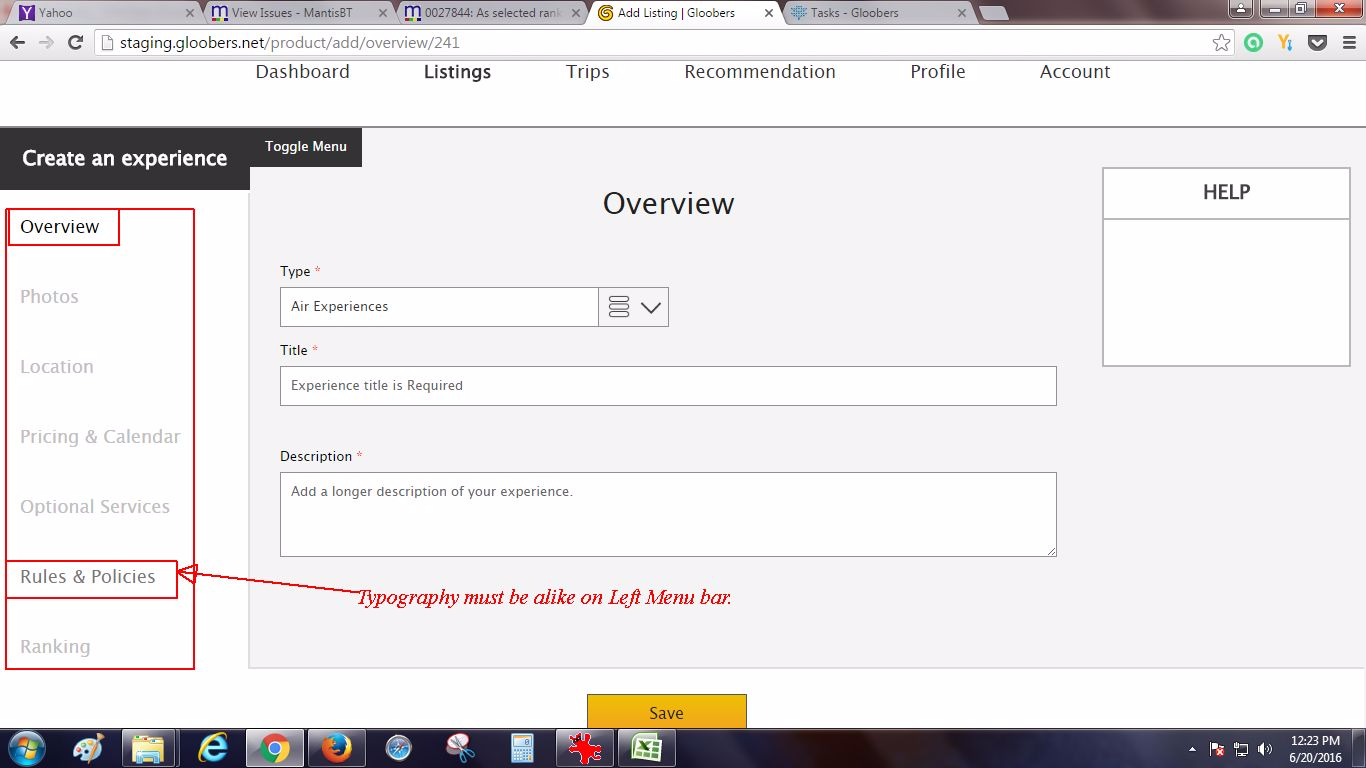 Yahoo
View Issues - MantisBT
0027844: As selected rank
Add Listing | Gloobers
Tasks - Gloobers
staging.gloobers.net/product/add/overview/241
Dashboard
Listings
Trips
Recommendation
Profile
Account
Create an experience
Toggle Menu
Overview
Photos
Location
Pricing & Calendar
Optional Services
Rules & Policies
Ranking
Overview
Type *
Air Experiences
Title *
Experience title is Required
Description *
Add a longer description of your experience.
Typography must be alike on Left Menu bar.
HELP
Save
12:23 PM
6/20/2016